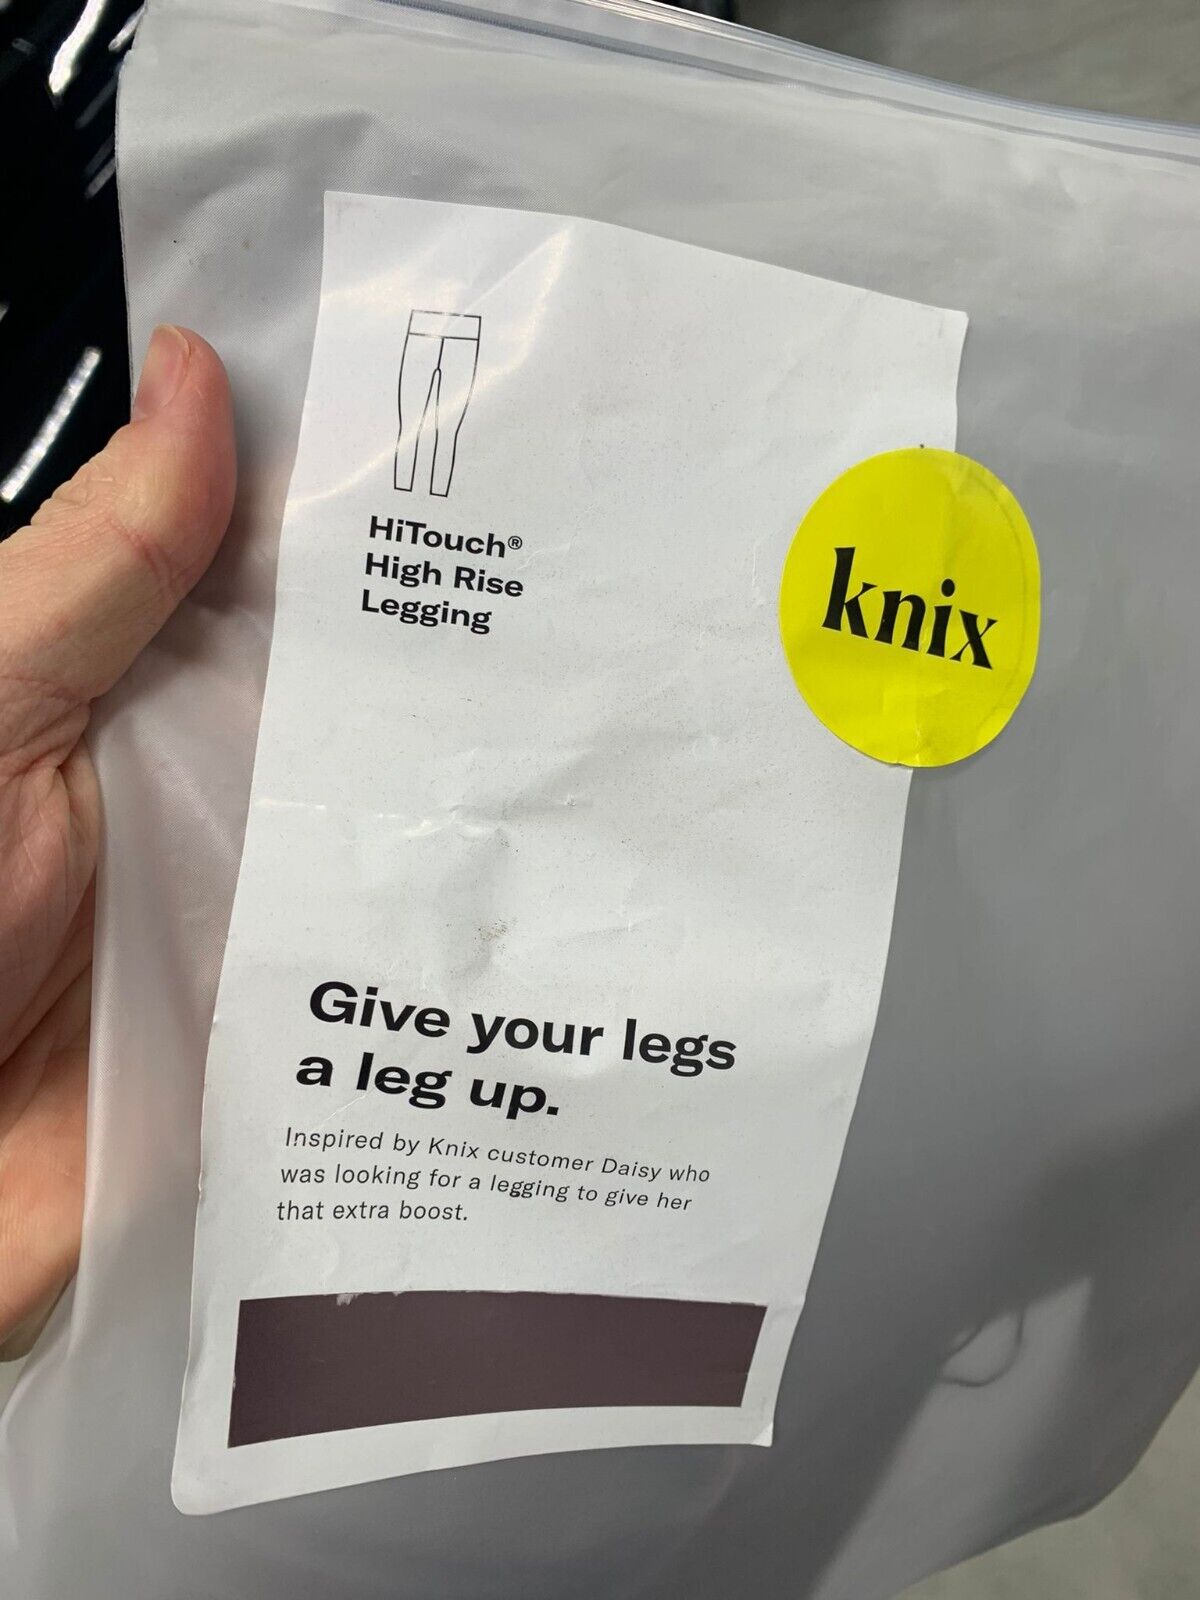 HiTouch®
High Rise
Legging
knix
Give your legs
a leg up.
Inspired by Knix customer Daisy who
was looking for a legging to give her
that extra boost.